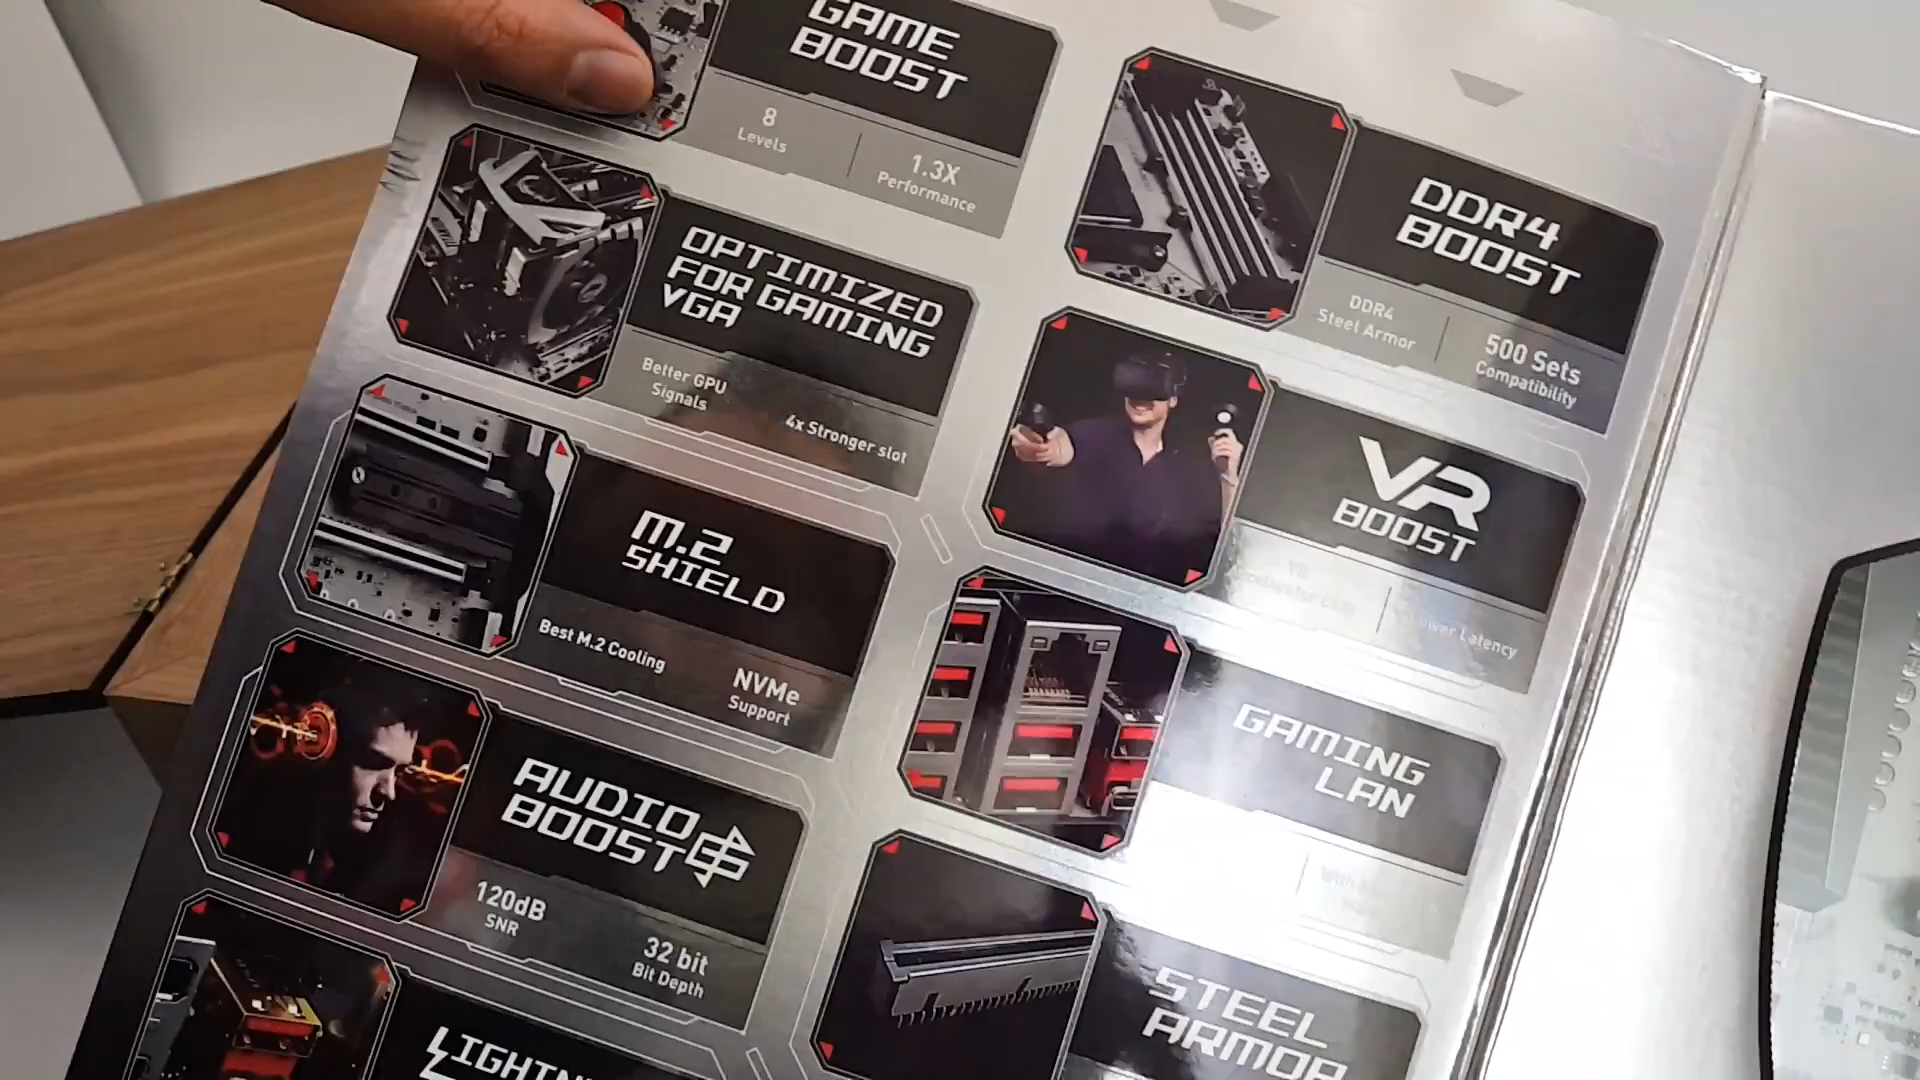 GAME
BOOST
8
Levels
1.3X
Performance
OPTIMIZED
FOR GAMING
VGA
Better GPU
Signals
4x Stronger slot
M.2
SHIELD
Best M.2 Cooling
NVMe
Support
AUDIO
BOOST
120dB
SNR
32 bit
Bit Depth
DDR4
BOOST
DDR4
Steel Armor
500 Sets
Compatibility
VR
BOOST
Lower Latency
GAMING
LAN
STEEL
ARMOR